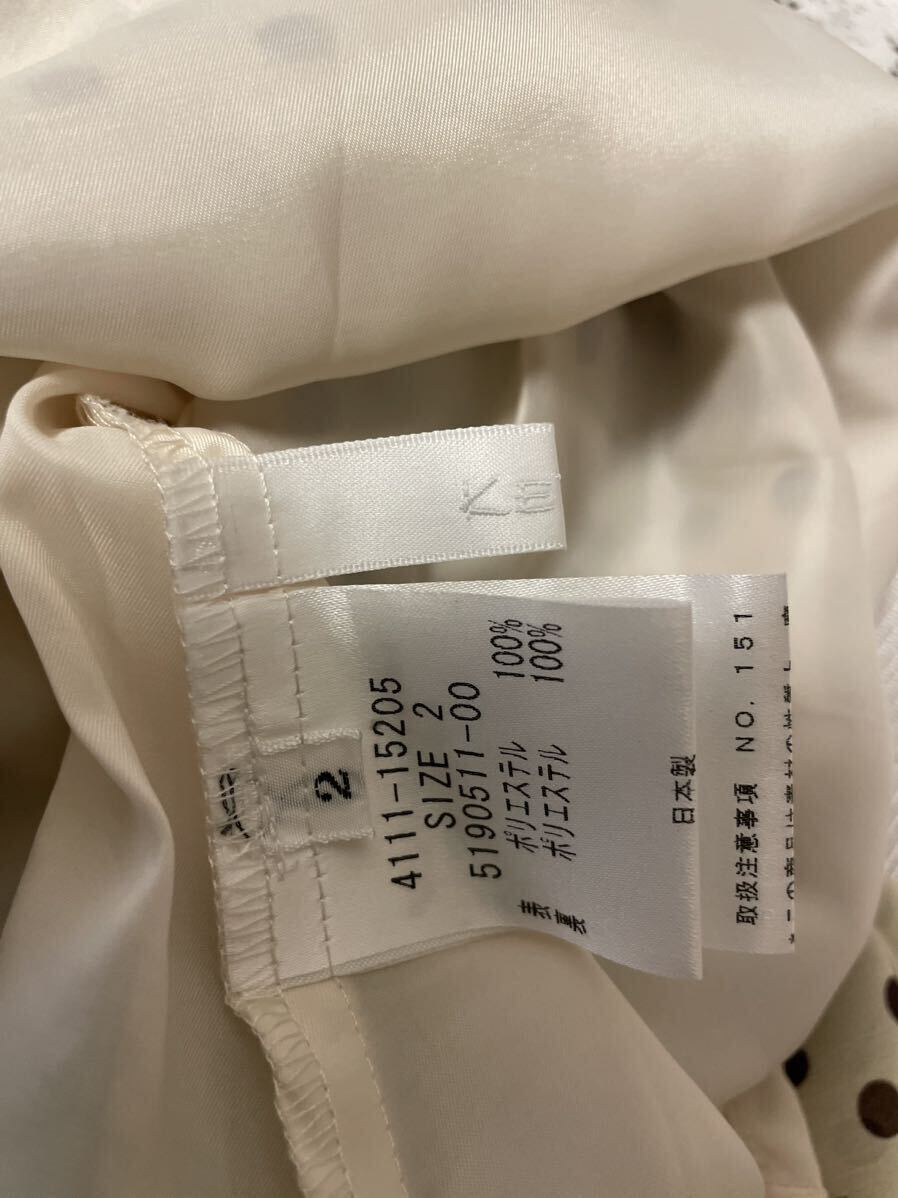 KE
2
4111-15205
SIZE 2
5190511-00
表 ポリエステル 100%
裏 ポリエステル 100%
日本製
取扱注意事項 NO. 151